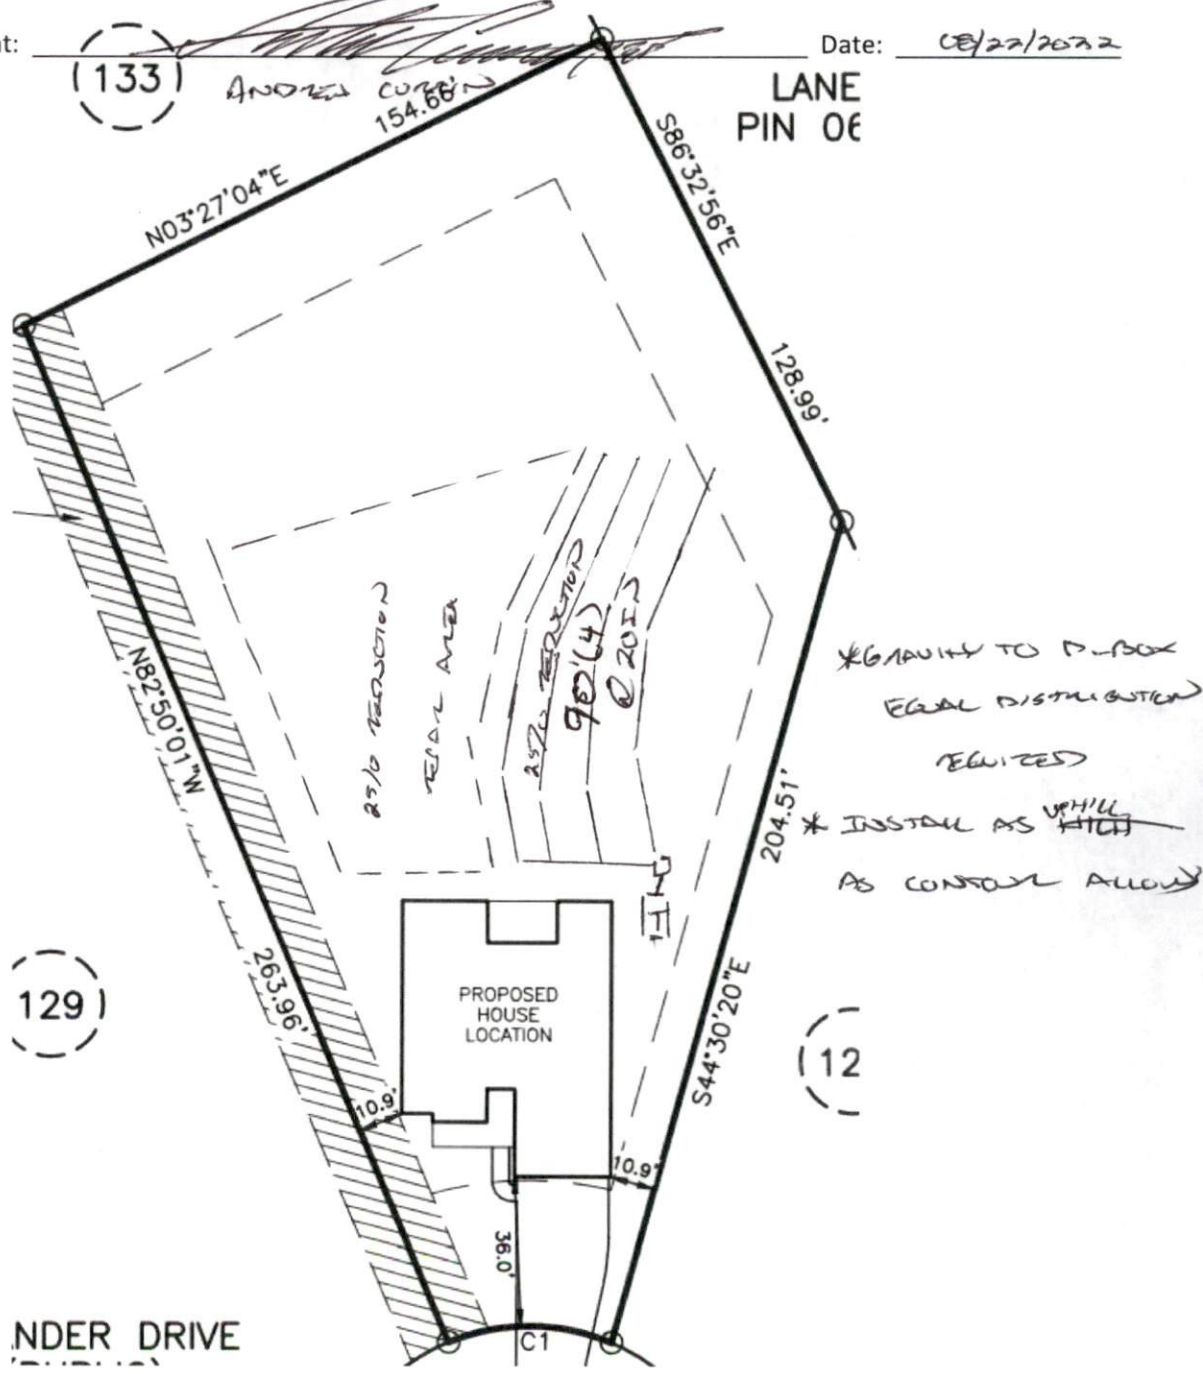 t:
Date: 08/22/2022
133
ANDREW CURRIN
LANE
PIN 06
154.66'
N03°27'04"E
S86°32'56"E
128.99'
25% REDUCTION
REPAIR AREA
25% REDUCTION
90'(4)
@ 20IN
*GRAVITY TO D-BOX
EQUAL DISTRIBUTION
REQUIRED
* INSTALL AS UPHILL
AS CONTOUR ALLOWS
N82°50'01"W
263.96'
204.51'
S44°30'20"E
129
12
PROPOSED
HOUSE
LOCATION
10.9'
10.9'
36.0'
C1
NDER DRIVE
(PUBLIC)